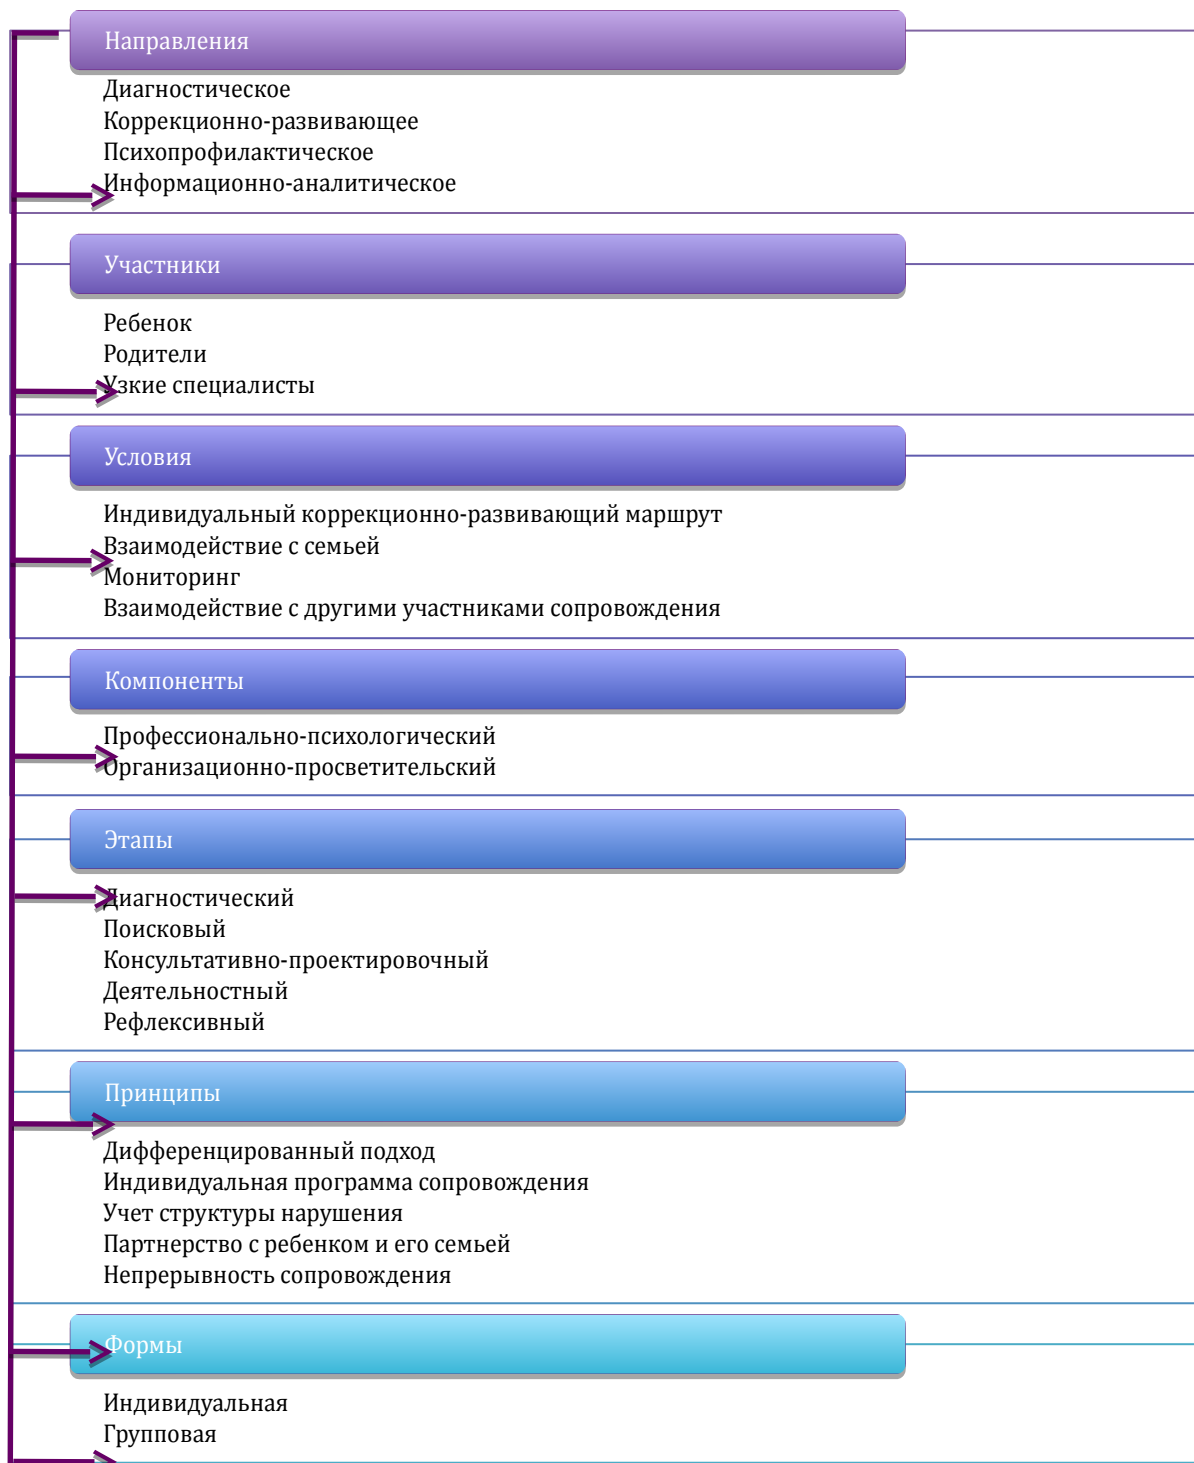 Направления
Диагностическое
Коррекционно-развивающее
Психопрофилактическое
Информационно-аналитическое
Участники
Ребенок
Родители
Узкие специалисты
Условия
Индивидуальный коррекционно-развивающий маршрут
Взаимодействие с семьей
Мониторинг
Взаимодействие с другими участниками сопровождения
Компоненты
Профессионально-психологический
Организационно-просветительский
Этапы
Диагностический
Поисковый
Консультативно-проектировочный
Деятельностный
Рефлексивный
Принципы
Дифференцированный подход
Индивидуальная программа сопровождения
Учет структуры нарушения
Партнерство с ребенком и его семьей
Непрерывность сопровождения
Формы
Индивидуальная
Групповая